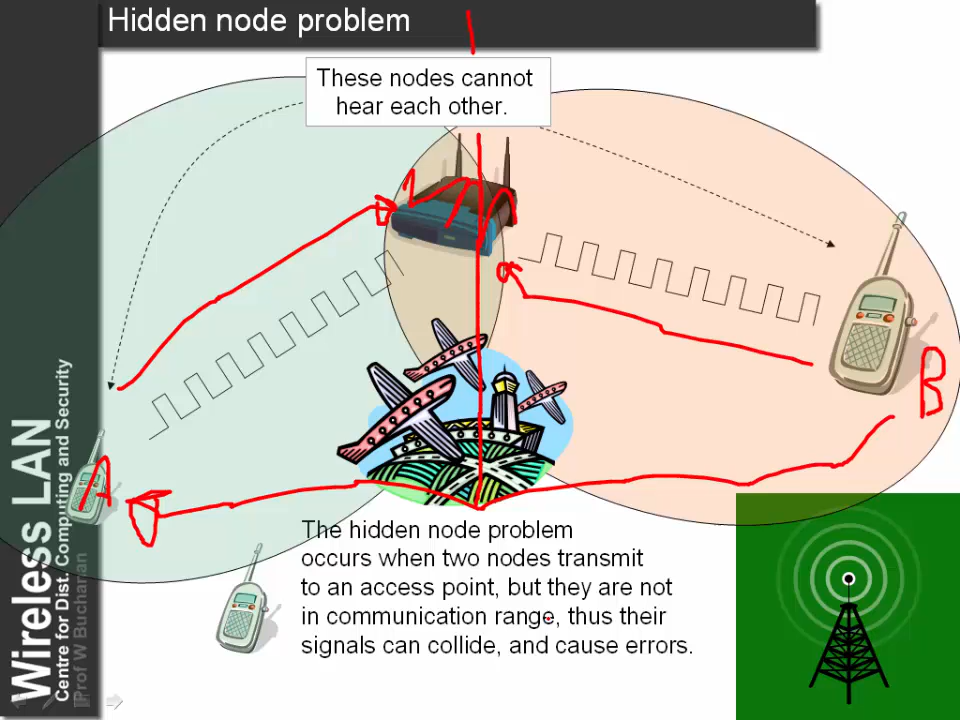 Hidden node problem
These nodes cannot
hear each other.
A
B
The hidden node problem
occurs when two nodes transmit
to an access point, but they are not
in communication range, thus their
signals can collide, and cause errors.
Wireless LAN
Centre for Dist. Computing and Security
Prof W Buchanan